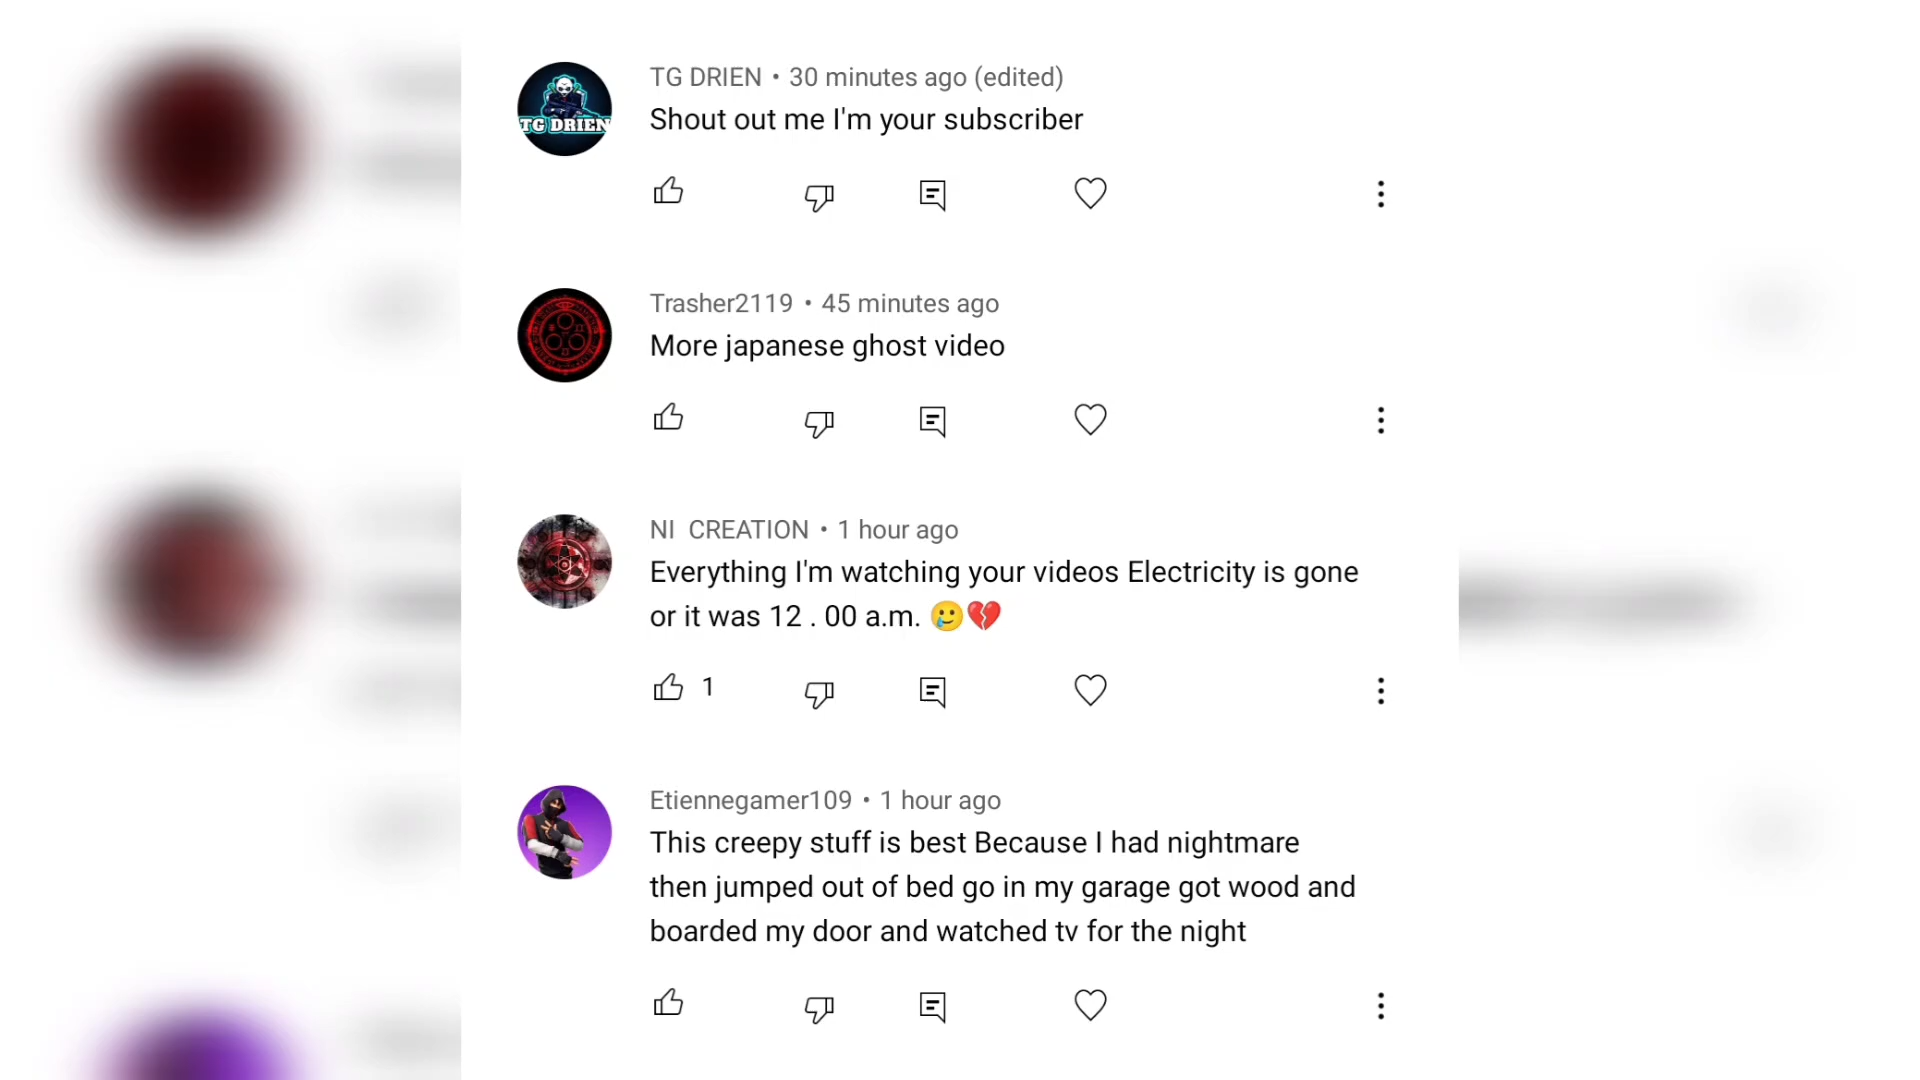 TG DRIEN • 30 minutes ago (edited)
TG DRIEN
Shout out me I'm your subscriber
Trasher2119 • 45 minutes ago
More japanese ghost video
NI CREATION • 1 hour ago
Everything I'm watching your videos Electricity is gone
or it was 12 . 00 a.m. 🥲💔
1
Etiennegamer109 • 1 hour ago
This creepy stuff is best Because I had nightmare
then jumped out of bed go in my garage got wood and
boarded my door and watched tv for the night